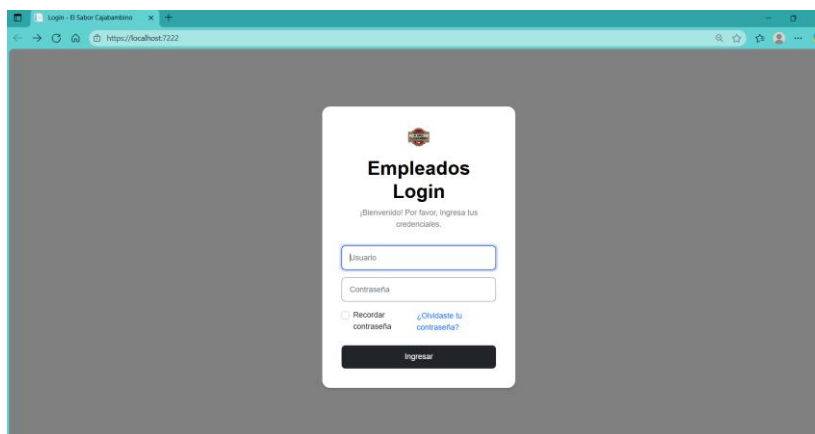 Login - El Sabor Cajabambino
https://localhost:7222
Empleados
Login
¡Bienvenido! Por favor, ingresa tus
credenciales.
Usuario
Contraseña
Recordar
contraseña
¿Olvidaste tu
contraseña?
Ingresar